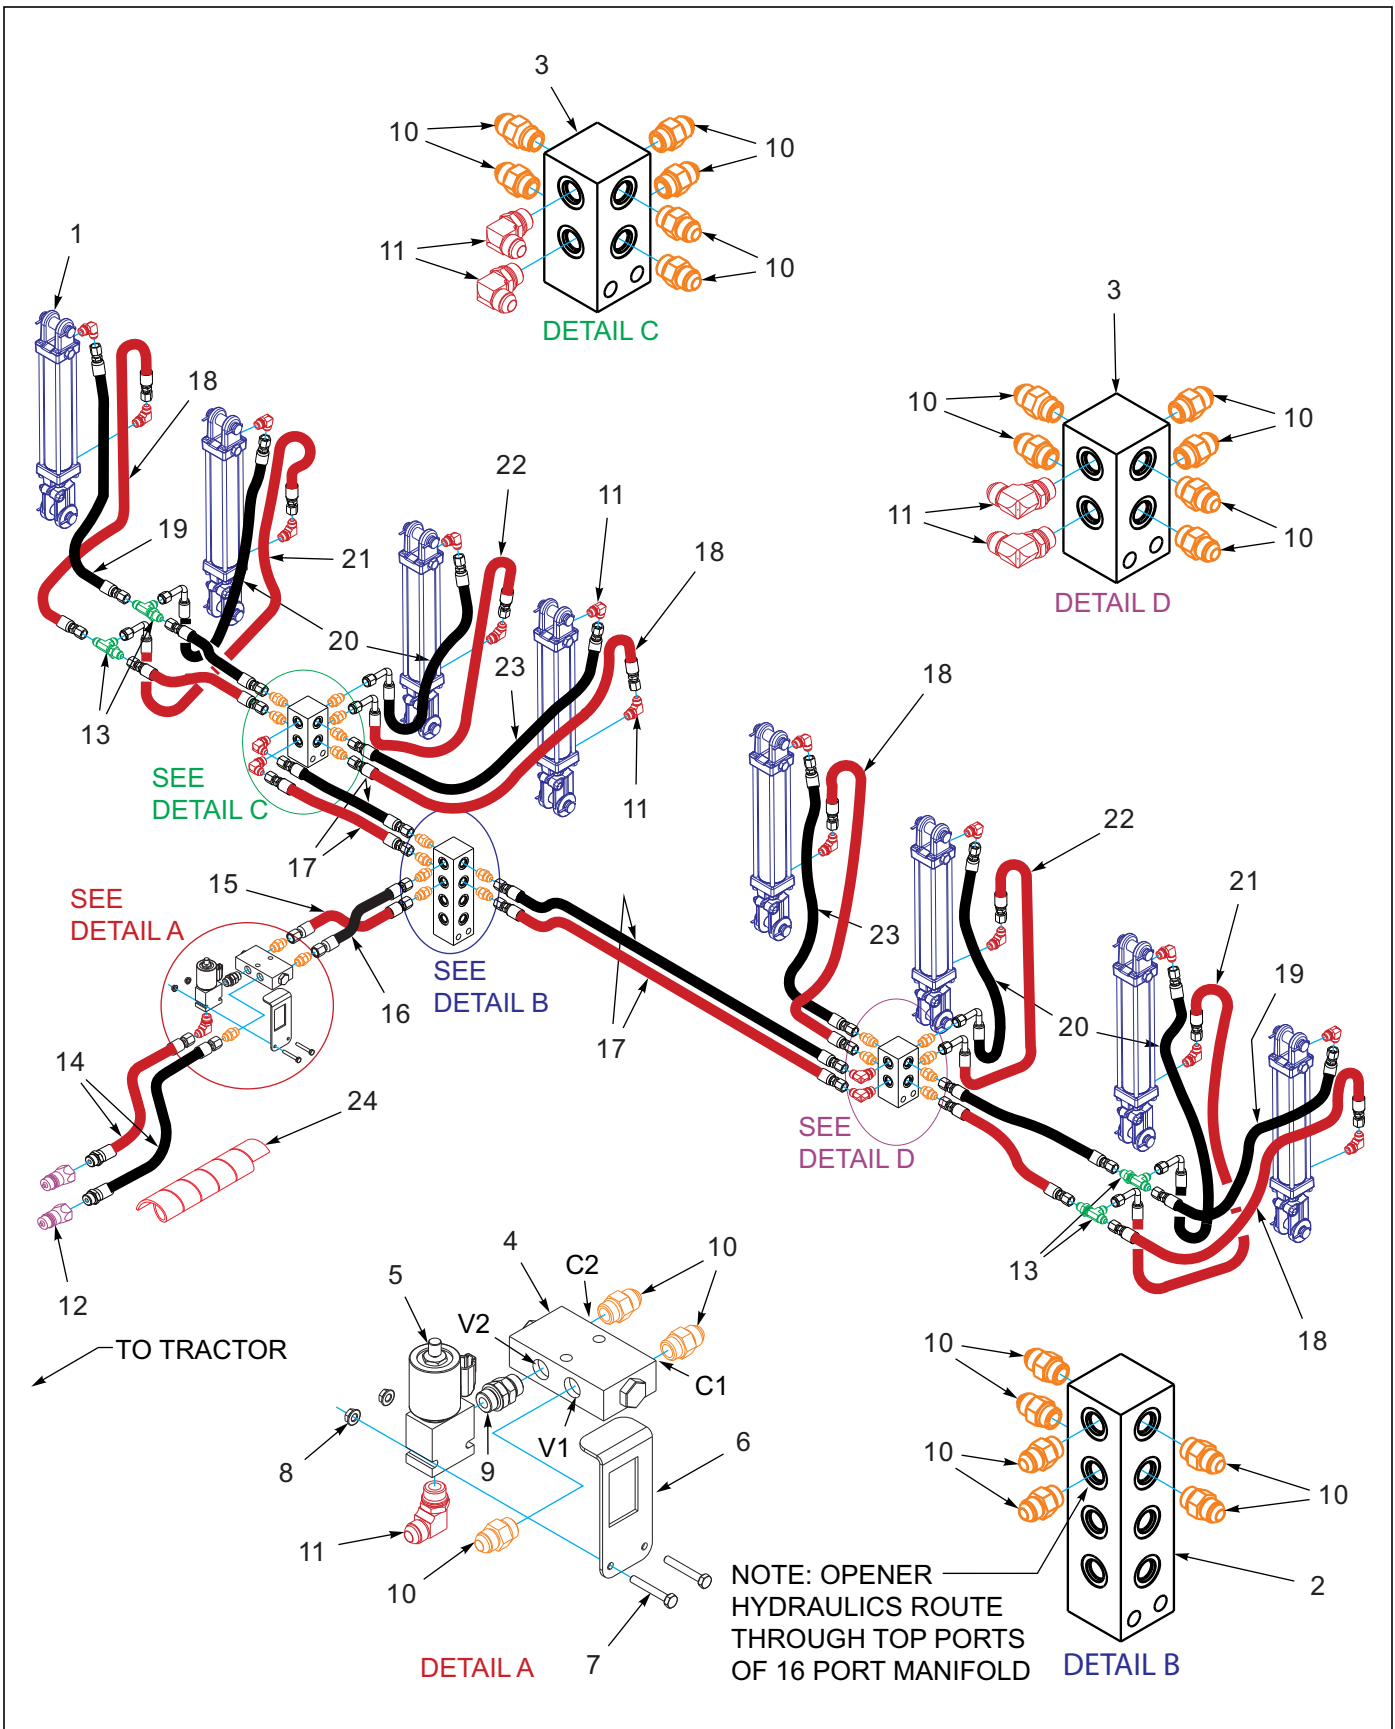 3
10
10
10
11
DETAIL C
1
3
18
10
10
10
11
DETAIL D
22
11
18
19
21
20
23
13
18
SEE
DETAIL C
11
17
22
15
SEE
DETAIL A
21
SEE
DETAIL B
23
19
16
20
17
14
24
SEE
DETAIL D
12
13
18
TO TRACTOR
4
C2
10
5
V2
C1
10
V1
6
8
9
10
10
11
10
2
NOTE: OPENER
HYDRAULICS ROUTE
THROUGH TOP PORTS
OF 16 PORT MANIFOLD
7
DETAIL A
DETAIL B